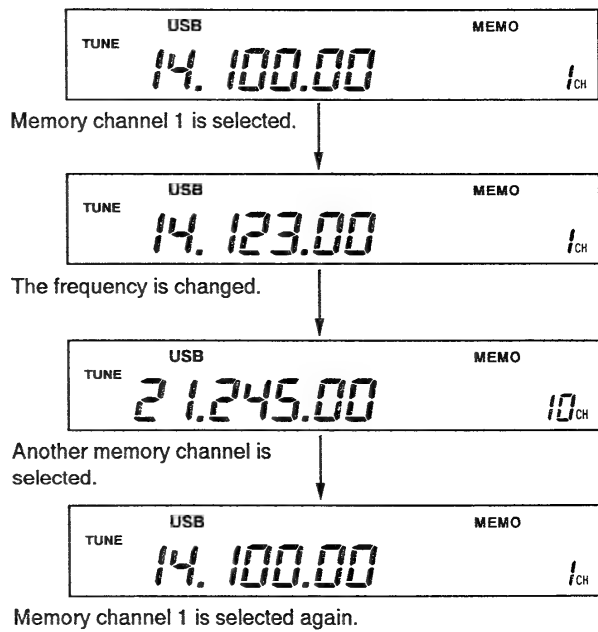 USB MEMO
TUNE
14.100.00 1CH
Memory channel 1 is selected.
USB MEMO
TUNE
14.123.00 1CH
The frequency is changed.
USB MEMO
TUNE
21.245.00 10CH
Another memory channel is
selected.
USB MEMO
TUNE
14.100.00 1CH
Memory channel 1 is selected again.